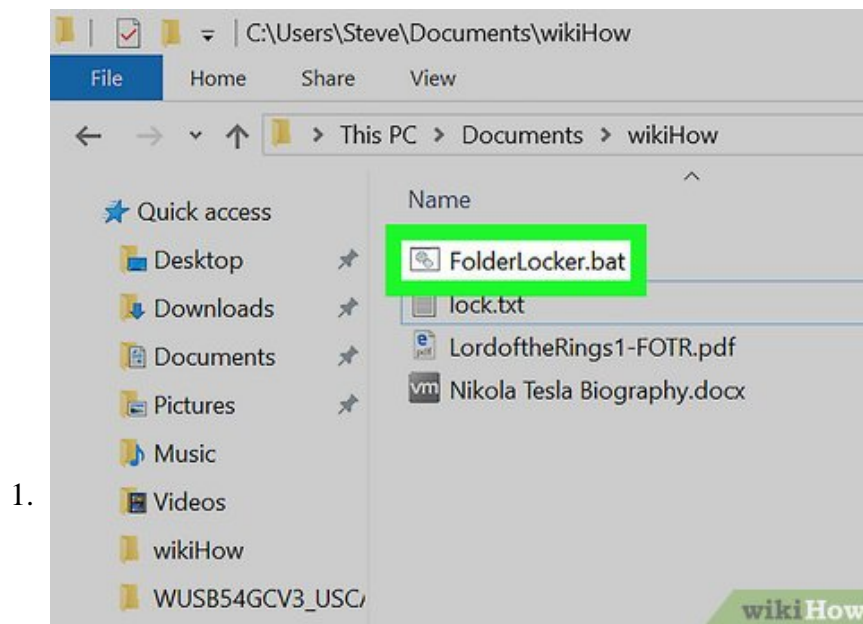 C:\Users\Steve\Documents\wikiHow
File Home Share View
This PC > Documents > wikiHow
Name
Quick access
Desktop
FolderLocker.bat
Downloads
lock.txt
Documents
LordoftheRings1-FOTR.pdf
Pictures
Nikola Tesla Biography.docx
Music
1.
Videos
wikiHow
WUSB54GCV3_USC
wikiHow